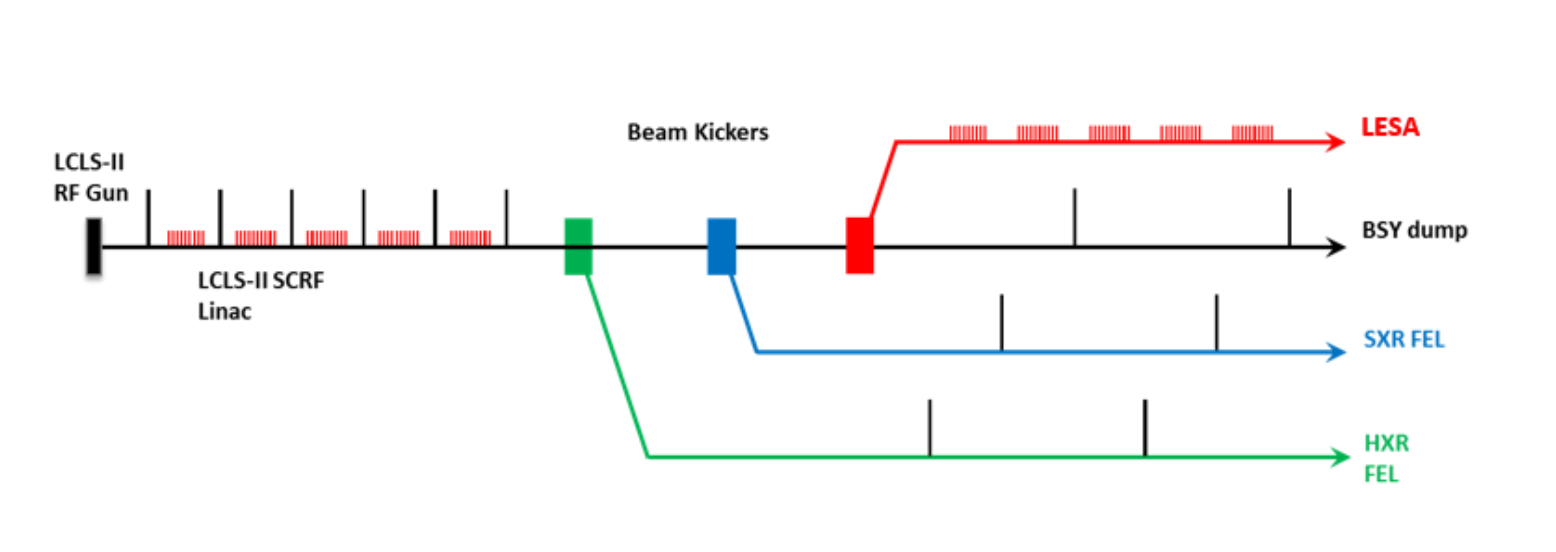 LCLS-II
RF Gun
LCLS-II SCRF
Linac
Beam Kickers
LESA
BSY dump
SXR FEL
HXR
FEL